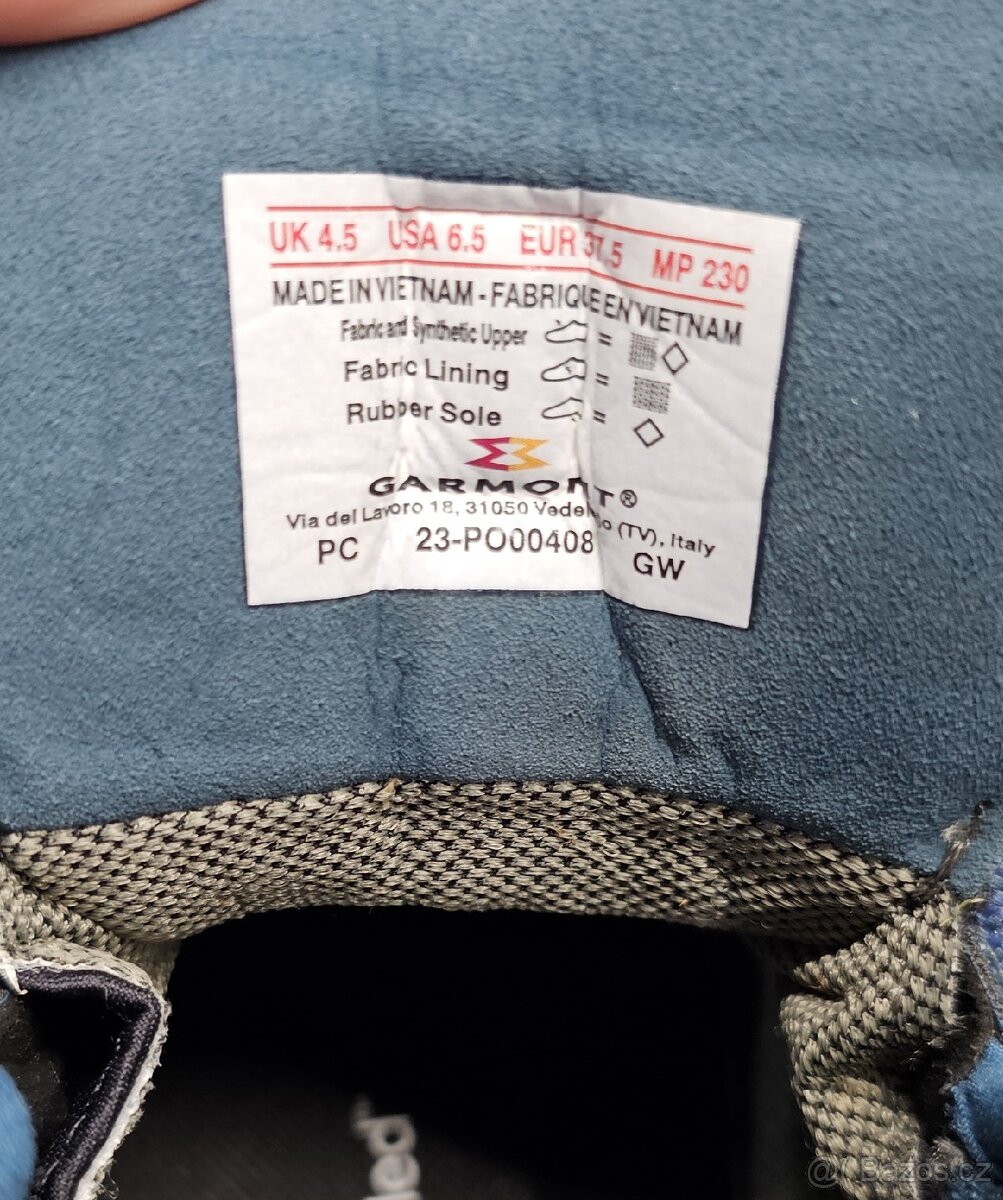 UK 4.5 USA 6.5 EUR 37.5 MP 230
MADE IN VIETNAM - FABRIQUE EN VIETNAM
Fabric and Synthetic Upper =
Fabric Lining =
Rubber Sole =
GARMONT®
Via del Lavoro 18, 31050 Vedelago (TV), Italy
PC 23-PO00408 GW
Bazos.cz